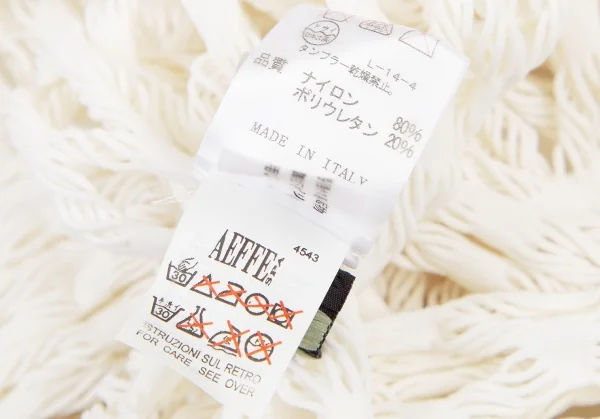 L-14-4
タンブラー乾燥禁止。
品質 ナイロン 80%
ポリウレタン 20%
MADE IN ITALY
AEFFE USA
4543
30
30
ISTRUZIONI SUL RETRO
FOR CARE SEE OVER